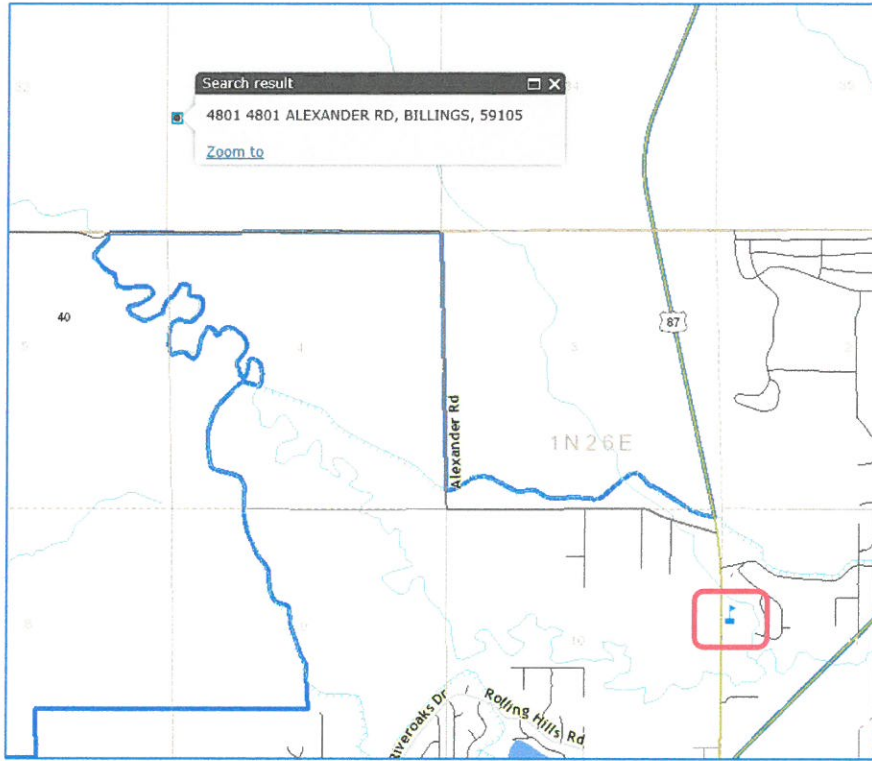 Search result
4801 4801 ALEXANDER RD, BILLINGS, 59105
Zoom to
40
87
Alexander Rd
1N26E
4
3
10
Riveroaks Dr
Rolling Hills Rd